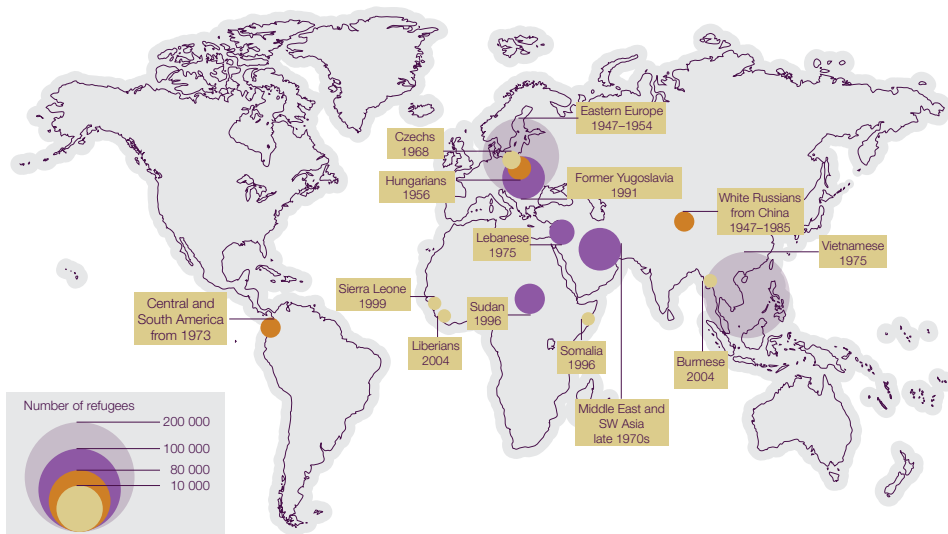 Eastern Europe
1947–1954
Czechs
1968
Hungarians
1956
Former Yugoslavia
1991
White Russians
from China
1947–1985
Lebanese
1975
Vietnamese
1975
Sierra Leone
1999
Central and
South America
from 1973
Sudan
1996
Liberians
2004
Somalia
1996
Burmese
2004
Middle East and
SW Asia
late 1970s
Number of refugees
200 000
100 000
80 000
10 000